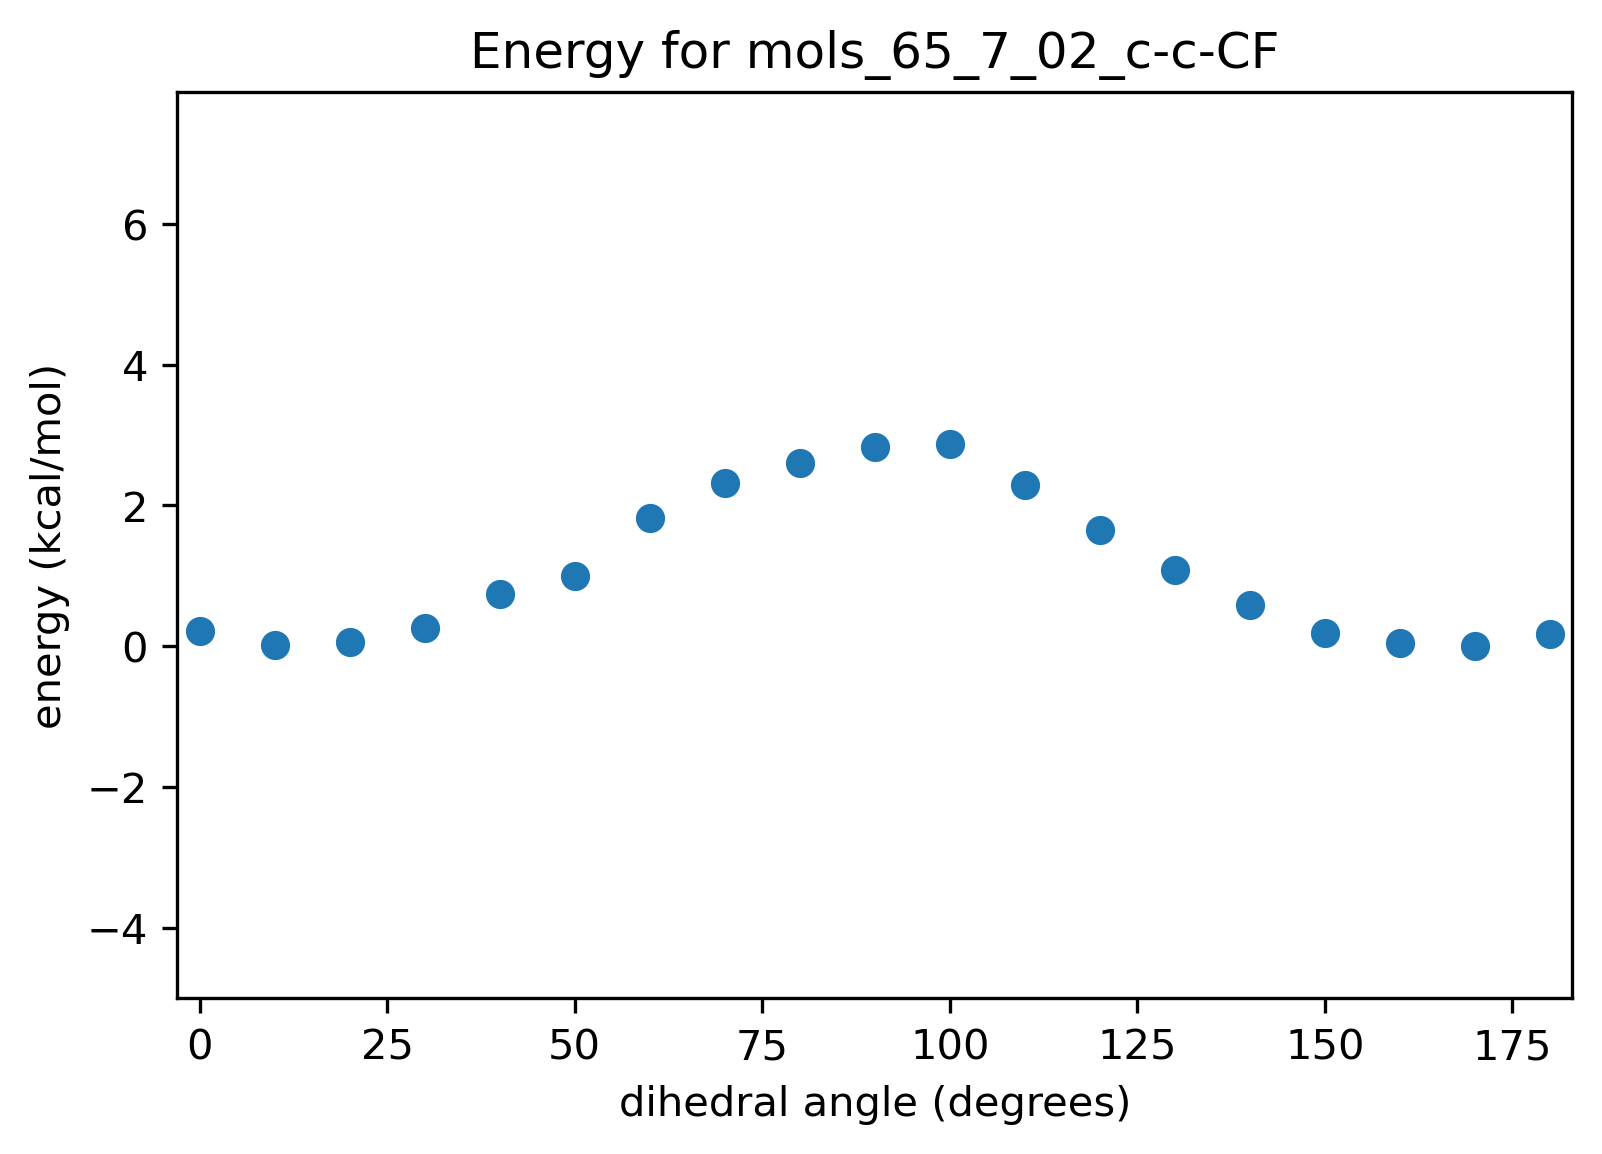 Energy for mols_65_7_02_c-c-CF
energy (kcal/mol)
6
4
2
0
−2
−4
0 25 50 75 100 125 150 175
dihedral angle (degrees)